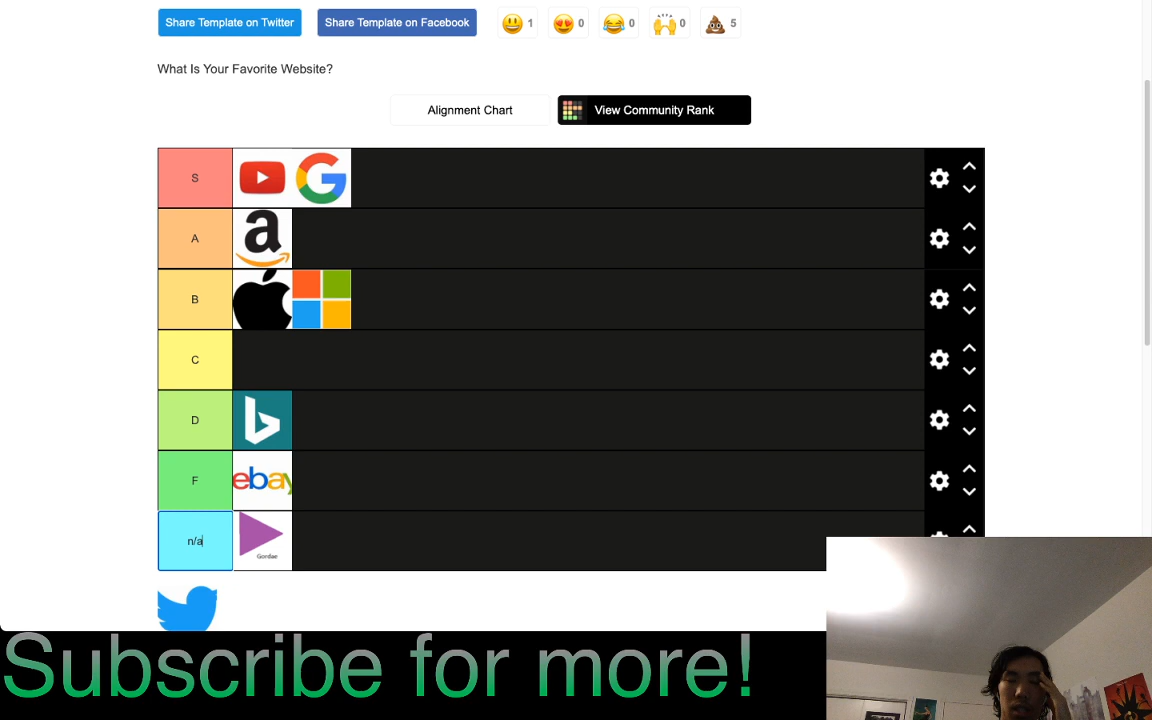 Share Template on Twitter
Share Template on Facebook
1
0
0
0
5
What Is Your Favorite Website?
Alignment Chart
View Community Rank
S
A
a
B
C
D
b
F
ebay
n/a
Gordae
Subscribe for more!